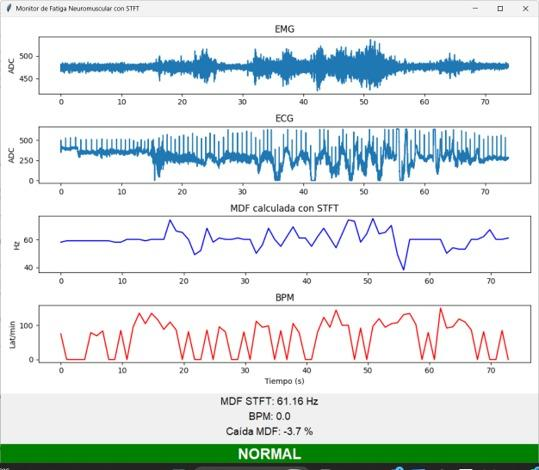 Monitor de Fatiga Neuromuscular con STFT
EMG
ADC
500
450
0 10 20 30 40 50 60 70
ECG
ADC
500
250
0
0 10 20 30 40 50 60 70
MDF calculada con STFT
Hz
60
40
0 10 20 30 40 50 60 70
BPM
Lat/min
100
0
0 10 20 30 40 50 60 70
Tiempo (s)
MDF STFT: 61.16 Hz
BPM: 0.0
Caída MDF: -3.7 %
NORMAL